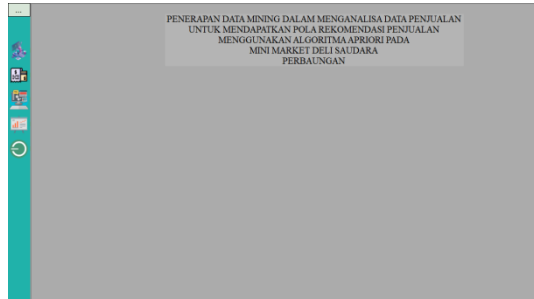 ...
PENERAPAN DATA MINING DALAM MENGANALISA DATA PENJUALAN
UNTUK MENDAPATKAN POLA REKOMENDASI PENJUALAN
MENGGUNAKAN ALGORITMA APRIORI PADA
MINI MARKET DELI SAUDARA
PERBAUNGAN